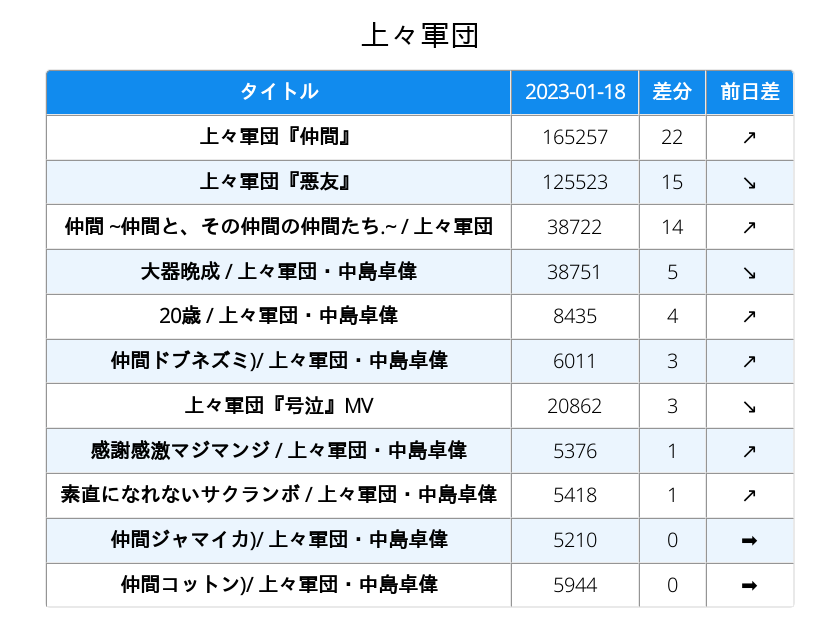 上々軍団
タイトル 2023-01-18 差分 前日差
上々軍団『仲間』 165257 22 ↗
上々軍団『悪友』 125523 15 ↘
仲間 ~仲間と、その仲間の仲間たち.~ / 上々軍団 38722 14 ↗
大器晩成 / 上々軍団・中島卓偉 38751 5 ↘
20歳 / 上々軍団・中島卓偉 8435 4 ↗
仲間ドブネズミ)/ 上々軍団・中島卓偉 6011 3 ↗
上々軍団『号泣』MV 20862 3 ↘
感謝感激マジマンジ / 上々軍団・中島卓偉 5376 1 ↗
素直になれないサクランボ / 上々軍団・中島卓偉 5418 1 ↗
仲間ジャマイカ)/ 上々軍団・中島卓偉 5210 0 ➡
仲間コットン)/ 上々軍団・中島卓偉 5944 0 ➡